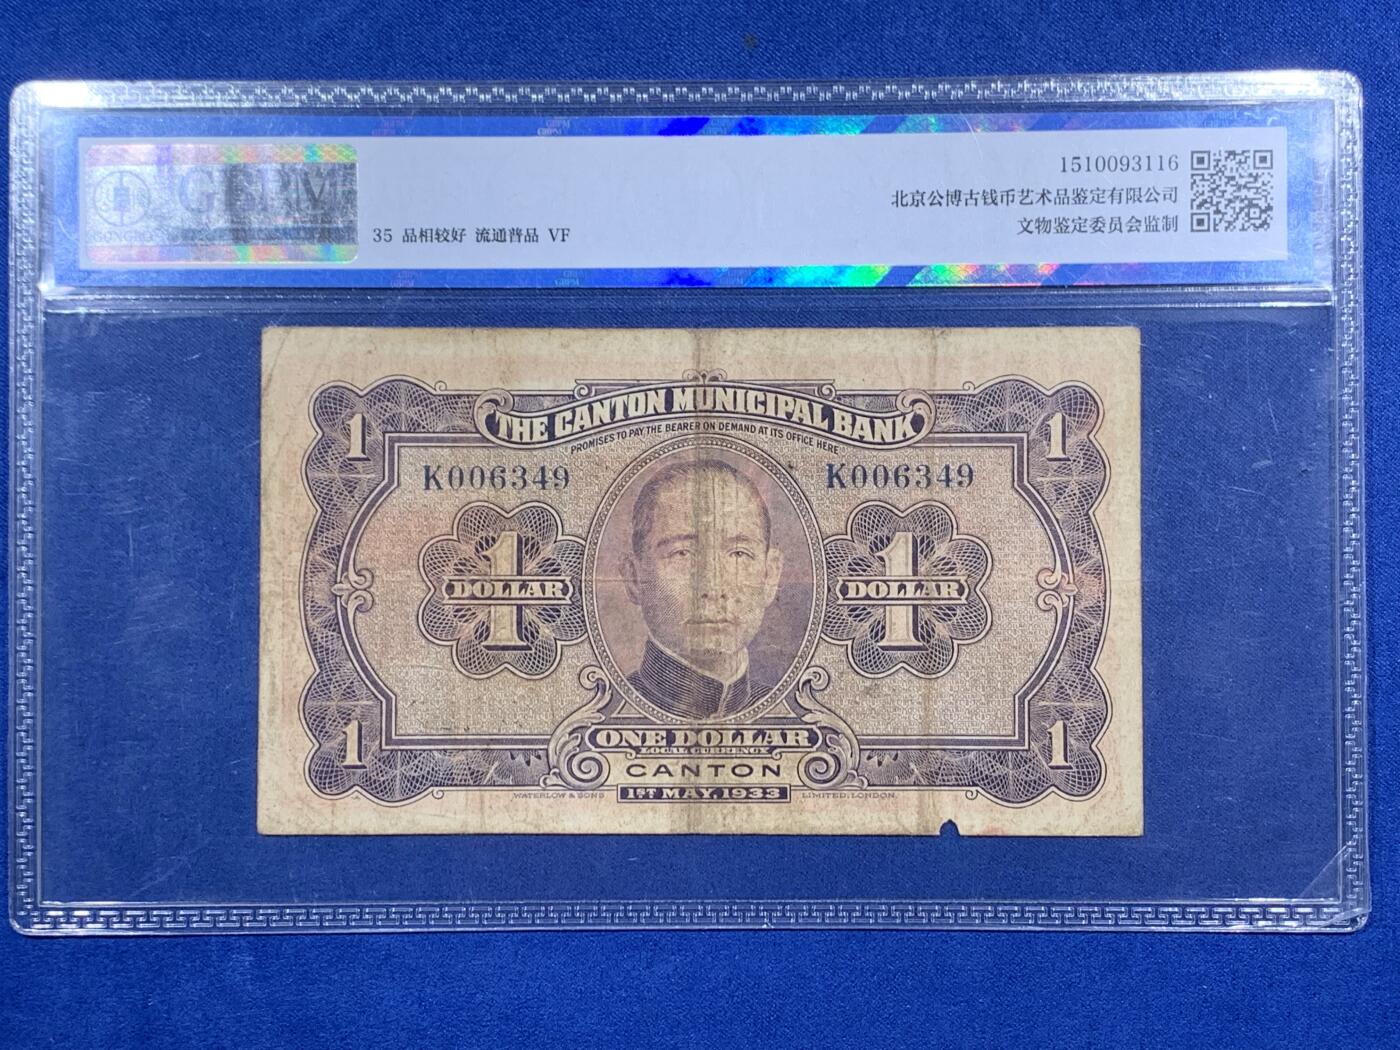 GBPM
35 品相较好 流通普品 VF
1510093116
北京公博古钱币艺术品鉴定有限公司
文物鉴定委员会监制
THE CANTON MUNICIPAL BANK
PROMISES TO PAY THE BEARER ON DEMAND AT ITS OFFICE HERE
1 1
K006349 K006349
1 DOLLAR 1 DOLLAR
ONE DOLLAR
LOCAL CURRENCY
1 1
CANTON
1ST MAY, 1933
WATERLOW & SONS LIMITED, LONDON.